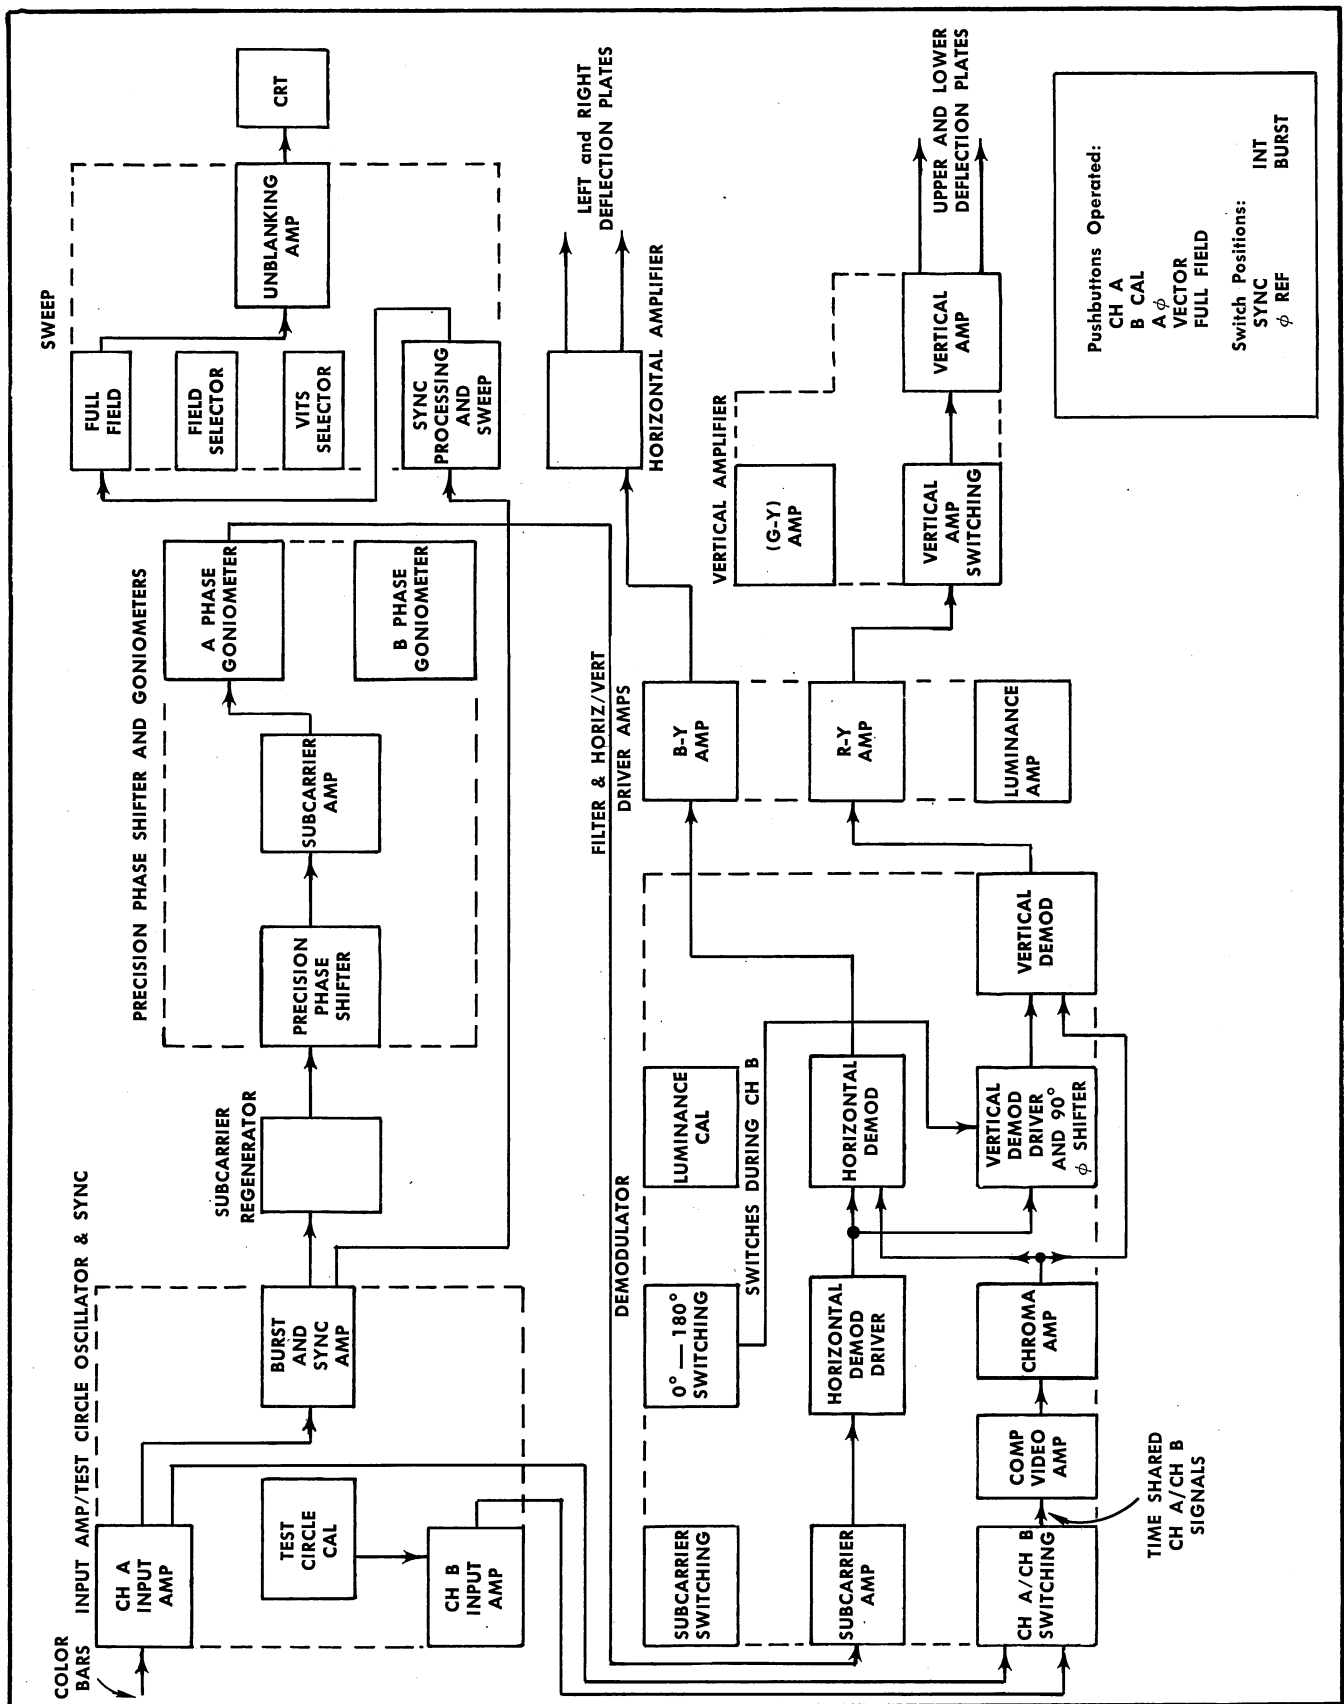 COLOR
BARS
INPUT AMP/TEST CIRCLE OSCILLATOR & SYNC
CH A
INPUT
AMP
TEST
CIRCLE
CAL
CH B
INPUT
AMP
BURST
AND
SYNC
AMP
SUBCARRIER
REGENERATOR
PRECISION PHASE SHIFTER AND GONIOMETERS
PRECISION
PHASE
SHIFTER
SUBCARRIER
AMP
A PHASE
GONIOMETER
B PHASE
GONIOMETER
SWEEP
FULL
FIELD
FIELD
SELECTOR
VITS
SELECTOR
SYNC
PROCESSING
AND
SWEEP
UNBLANKING
AMP
CRT
DEMODULATOR
SUBCARRIER
SWITCHING
SUBCARRIER
AMP
CH A/CH B
SWITCHING
TIME SHARED
CH A/CH B
SIGNALS
0° — 180°
SWITCHING
SWITCHES DURING CH B
HORIZONTAL
DEMOD
DRIVER
COMP
VIDEO
AMP
CHROMA
AMP
LUMINANCE
CAL
HORIZONTAL
DEMOD
VERTICAL
DEMOD
DRIVER
AND 90°
ϕ SHIFTER
VERTICAL
DEMOD
FILTER & HORIZ/VERT
DRIVER AMPS
B-Y
AMP
R-Y
AMP
LUMINANCE
AMP
HORIZONTAL AMPLIFIER
LEFT and RIGHT
DEFLECTION PLATES
VERTICAL AMPLIFIER
(G-Y)
AMP
VERTICAL
AMP
SWITCHING
VERTICAL
AMP
UPPER AND LOWER
DEFLECTION PLATES
Pushbuttons Operated:
CH A
B CAL
A ϕ
VECTOR
FULL FIELD
Switch Positions:
SYNC INT
ϕ REF BURST